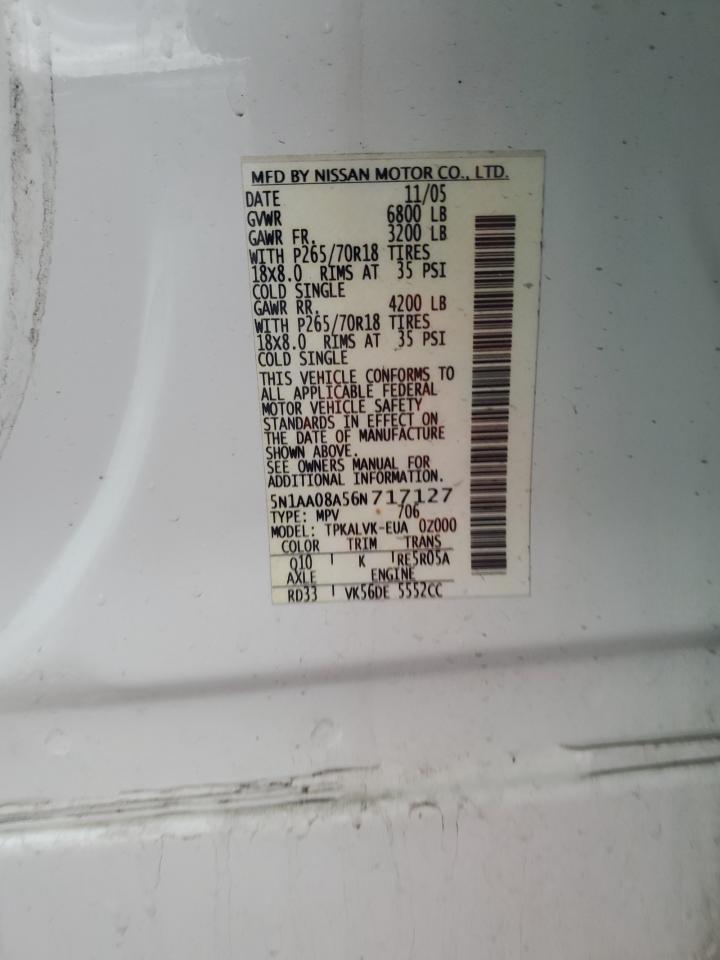 MFD BY NISSAN MOTOR CO., LTD.
DATE 11/05
GVWR 6800 LB
GAWR FR. 3200 LB
WITH P265/70R18 TIRES
18X8.0 RIMS AT 35 PSI
COLD SINGLE
GAWR RR. 4200 LB
WITH P265/70R18 TIRES
18X8.0 RIMS AT 35 PSI
COLD SINGLE
THIS VEHICLE CONFORMS TO
ALL APPLICABLE FEDERAL
MOTOR VEHICLE SAFETY
STANDARDS IN EFFECT ON
THE DATE OF MANUFACTURE
SHOWN ABOVE.
SEE OWNERS MANUAL FOR
ADDITIONAL INFORMATION.
5N1AA08A56N717127
TYPE: MPV /06
MODEL: TPKALVK-EUA 0Z000
COLOR TRIM TRANS
Q10 K RE5R05A
AXLE ENGINE
RD33 VK56DE 5552CC